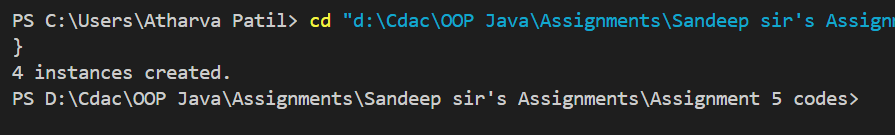 PS C:\Users\Atharva Patil> cd "d:\Cdac\OOP Java\Assignments\Sandeep sir's Assign
}
4 instances created.
PS D:\Cdac\OOP Java\Assignments\Sandeep sir's Assignments\Assignment 5 codes>